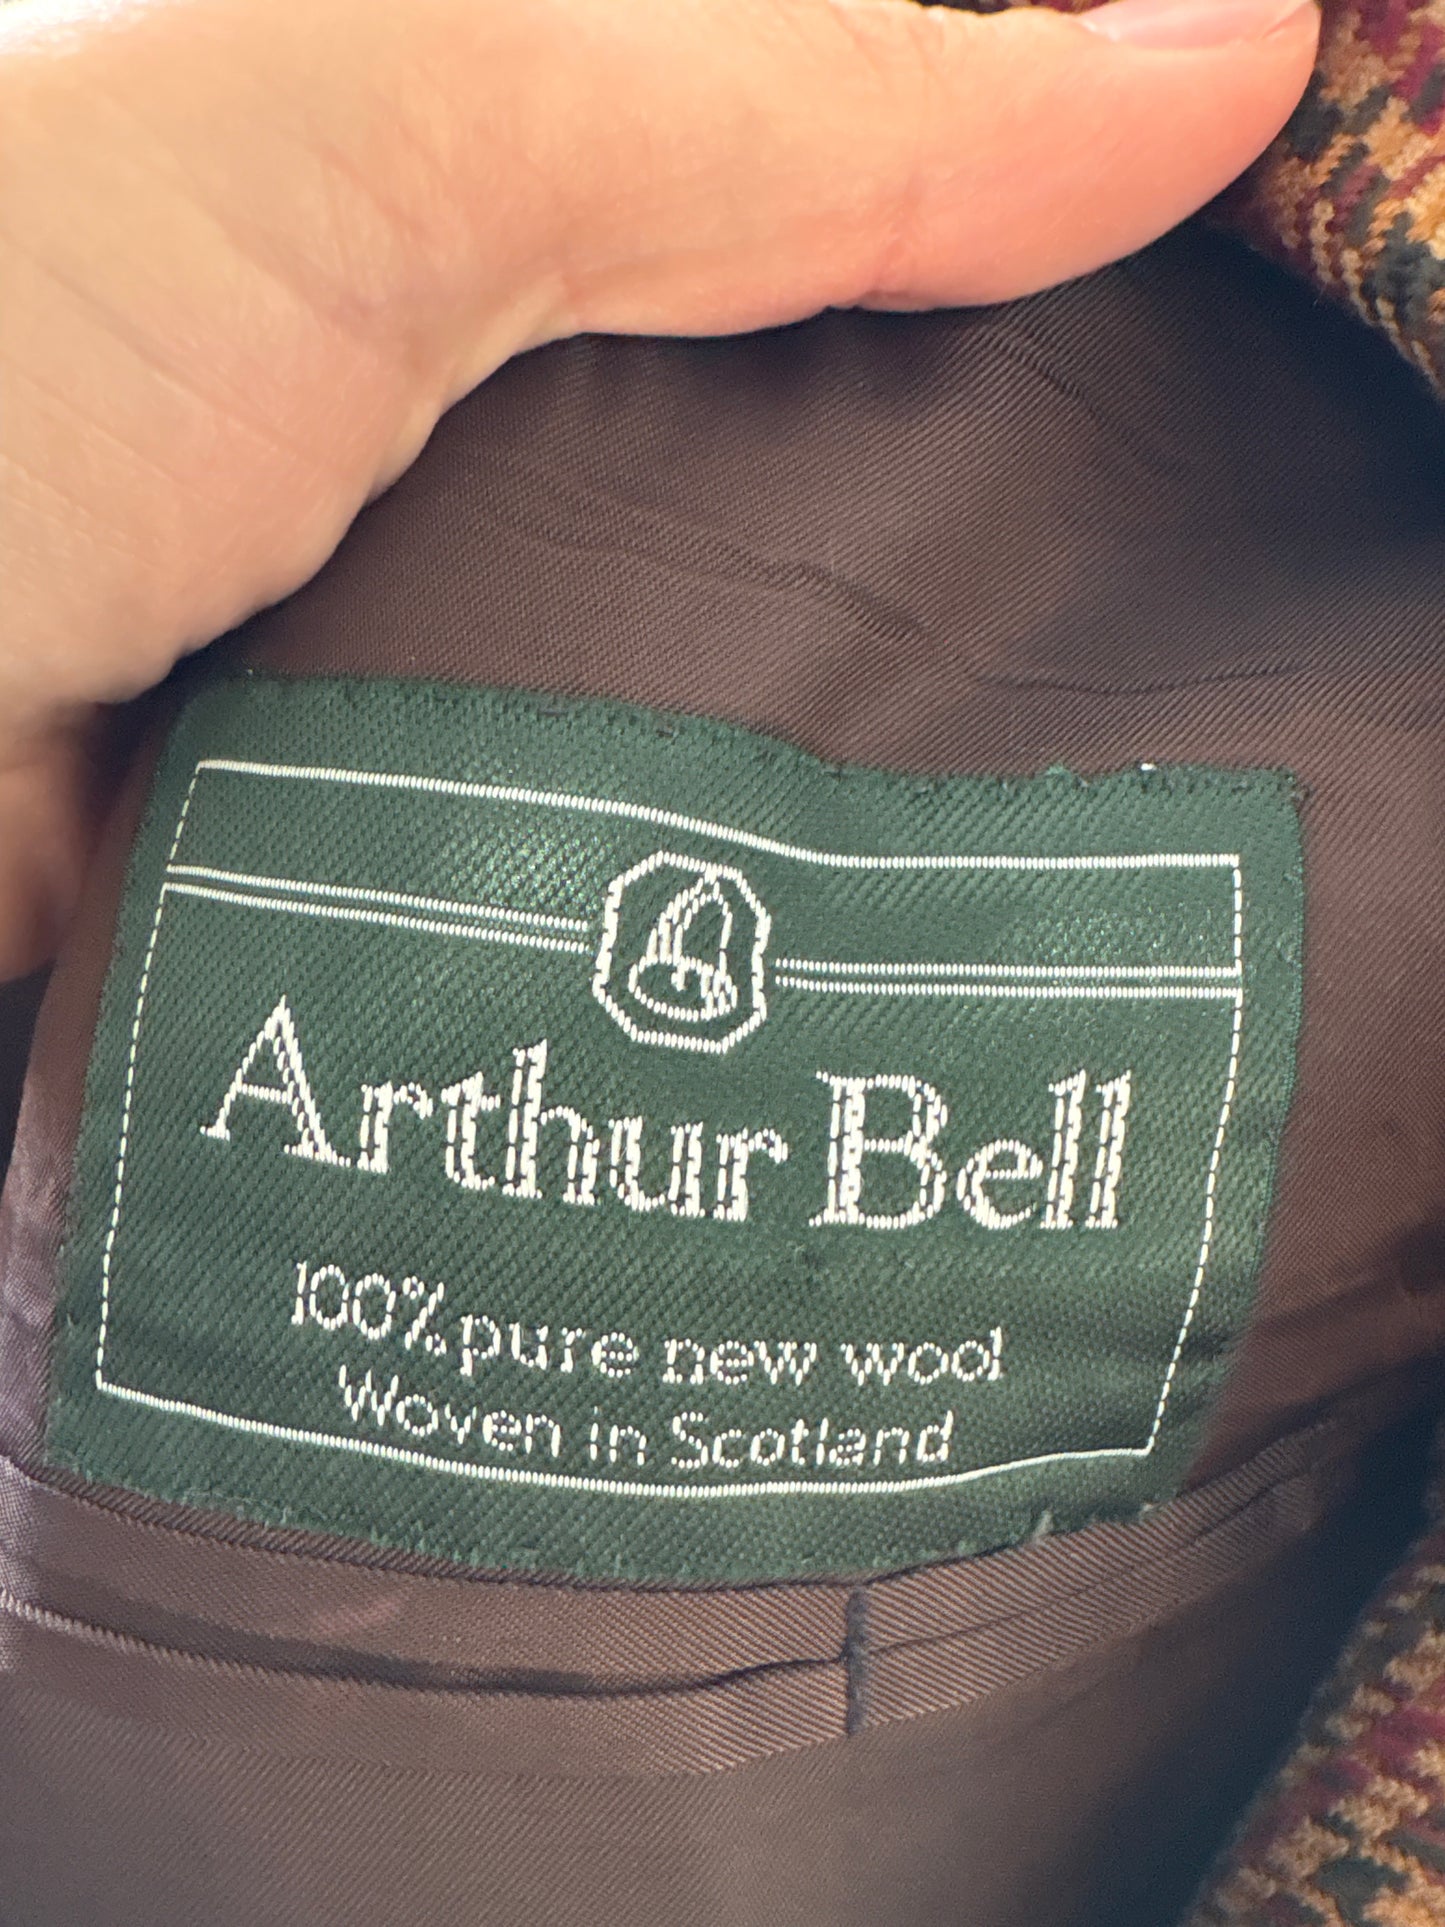 Arthur Bell
100% pure new wool
Woven in Scotland